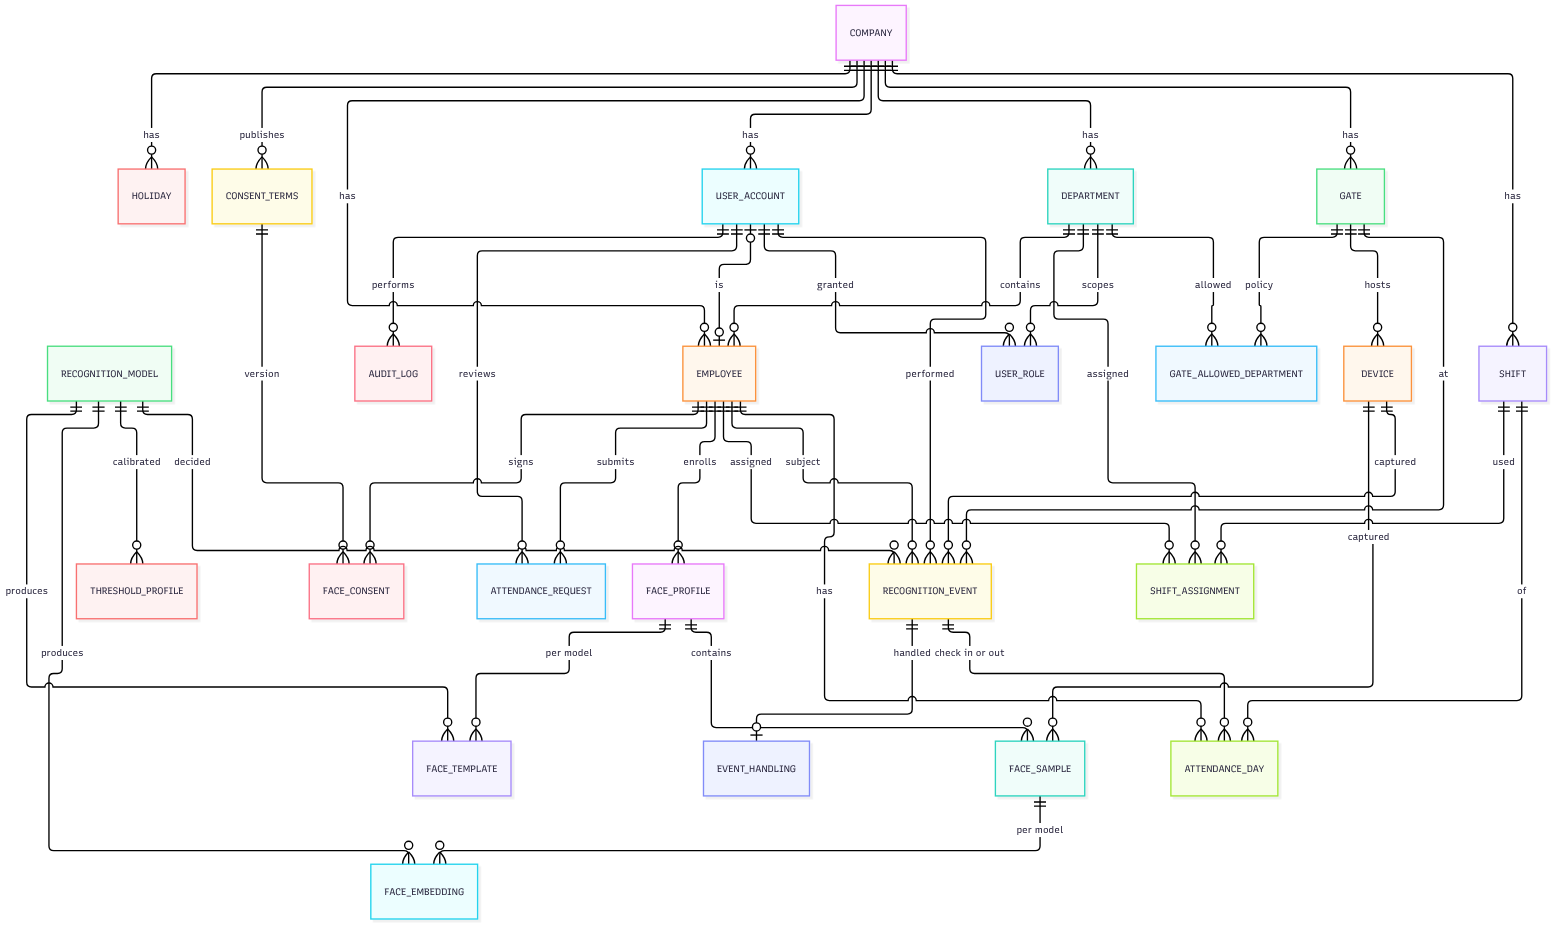 COMPANY
has
publishes
has
has
has
HOLIDAY
CONSENT_TERMS
has
USER_ACCOUNT
DEPARTMENT
GATE
has
performs
is
granted
contains
scopes
allowed
policy
hosts
RECOGNITION_MODEL
version
AUDIT_LOG
reviews
EMPLOYEE
performed
USER_ROLE
assigned
GATE_ALLOWED_DEPARTMENT
DEVICE
at
SHIFT
calibrated
decided
signs
submits
enrolls
assigned
subject
captured
used
captured
produces
THRESHOLD_PROFILE
FACE_CONSENT
ATTENDANCE_REQUEST
FACE_PROFILE
has
RECOGNITION_EVENT
SHIFT_ASSIGNMENT
of
produces
per model
contains
handled
check in or out
FACE_TEMPLATE
EVENT_HANDLING
FACE_SAMPLE
ATTENDANCE_DAY
per model
FACE_EMBEDDING